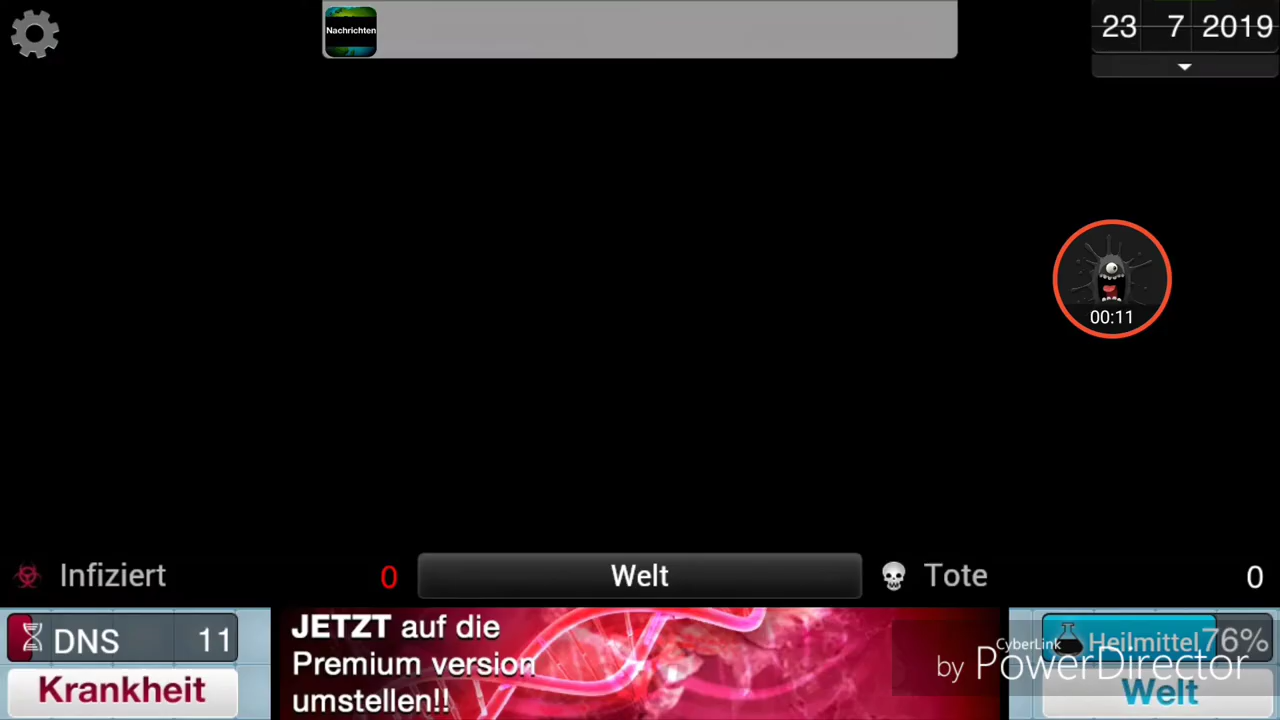 Nachrichten
23 7 2019
00:11
Infiziert 0
Welt
Tote 0
DNS 11
Krankheit
JETZT auf die
Premium version
umstellen!!
Heilmittel 76%
Welt
CyberLink
by PowerDirector